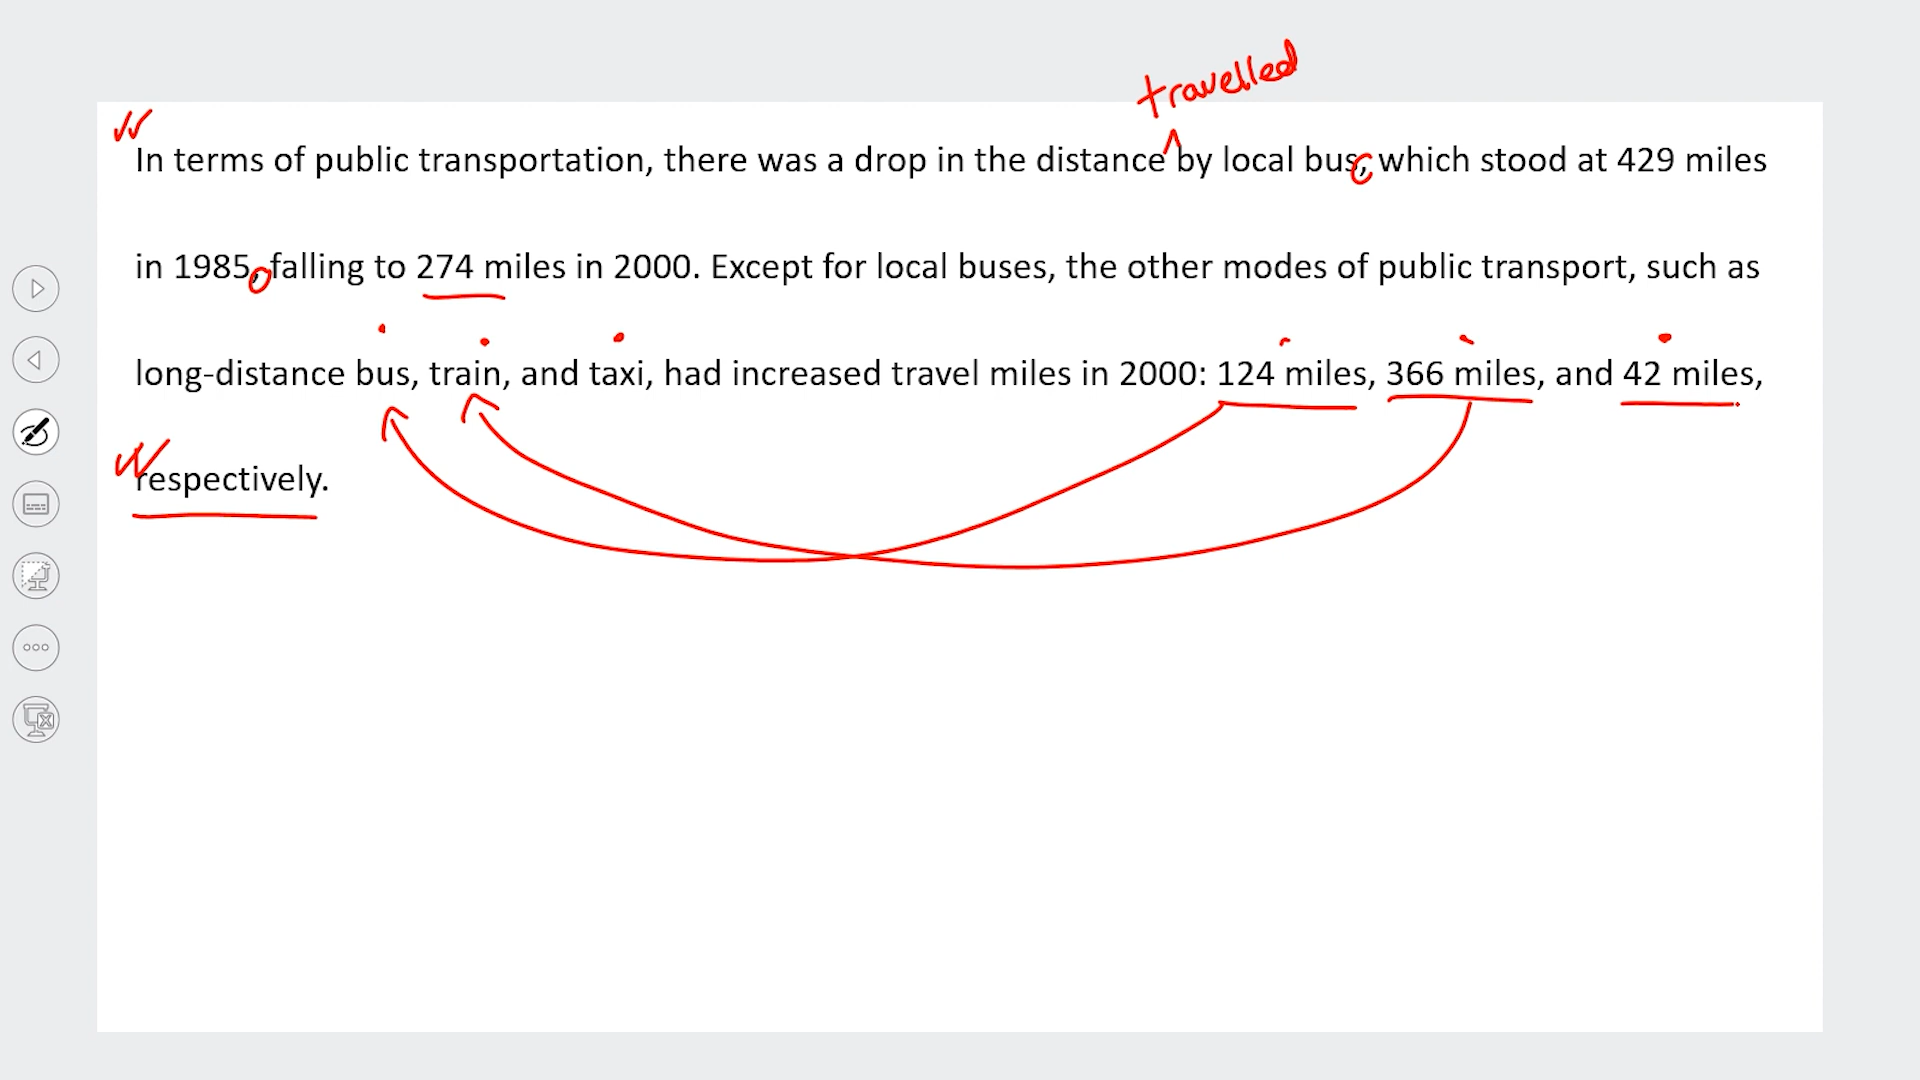 travelled
In terms of public transportation, there was a drop in the distance by local bus, which stood at 429 miles
in 1985, falling to 274 miles in 2000. Except for local buses, the other modes of public transport, such as
long-distance bus, train, and taxi, had increased travel miles in 2000: 124 miles, 366 miles, and 42 miles,
respectively.